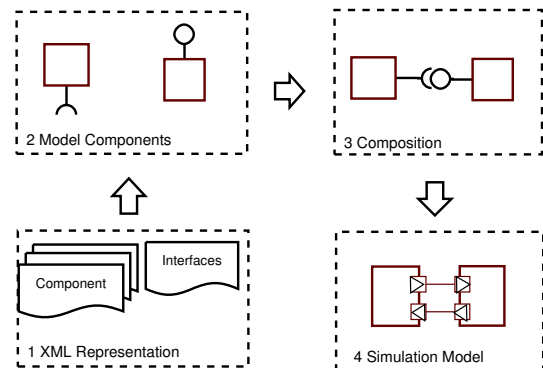 2 Model Components
3 Composition
Component
Interfaces
1 XML Representation
4 Simulation Model